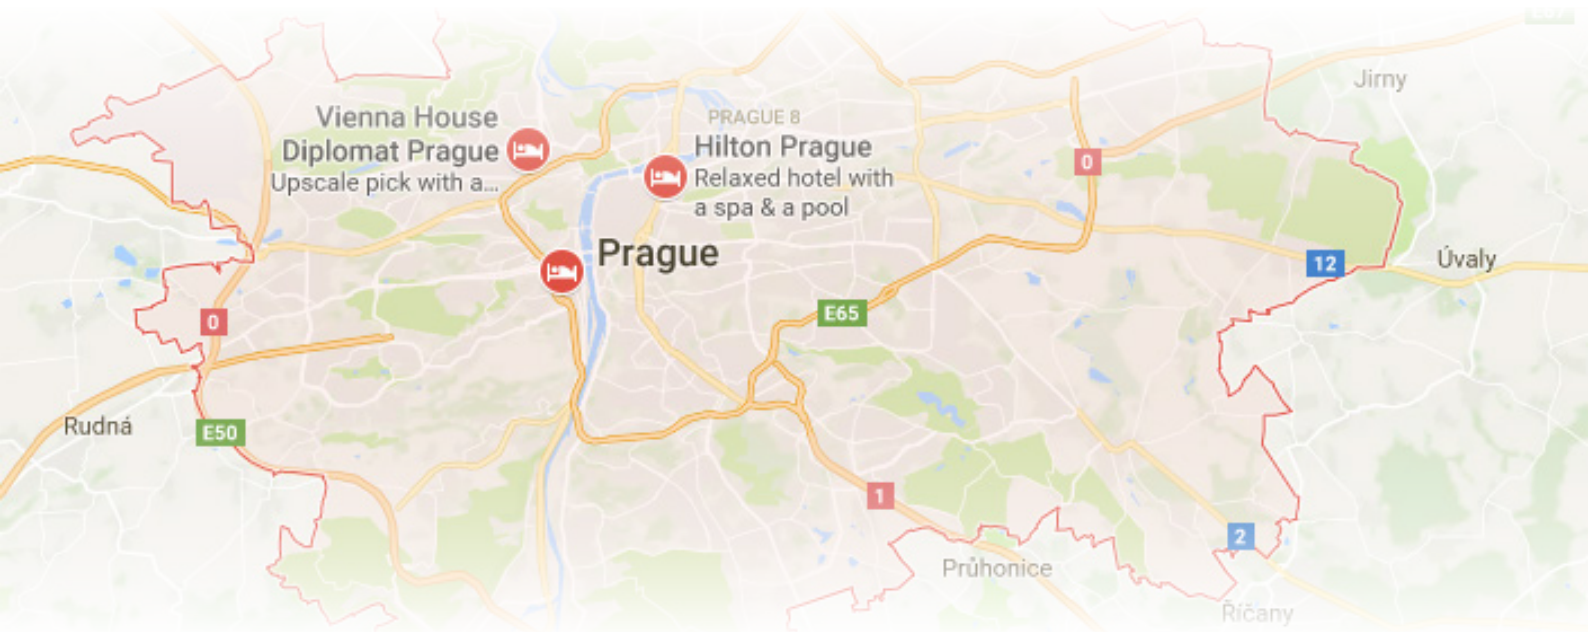 Jirny
Vienna House
Diplomat Prague
Upscale pick with a...
PRAGUE 8
Hilton Prague
Relaxed hotel with
a spa & a pool
0
Prague
12
Úvaly
E65
0
Rudná
E50
1
2
Průhonice
Říčany